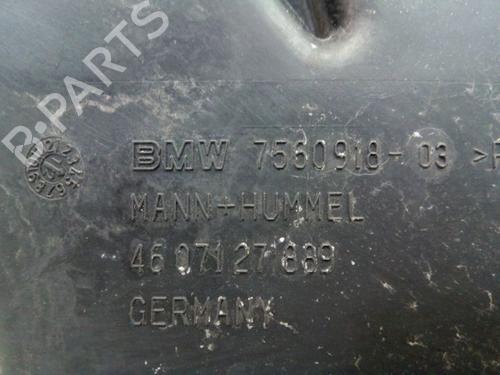 B-PARTS
BMW 7560918-03 >P
MANN+HUMMEL
46 071 27 889
GERMANY